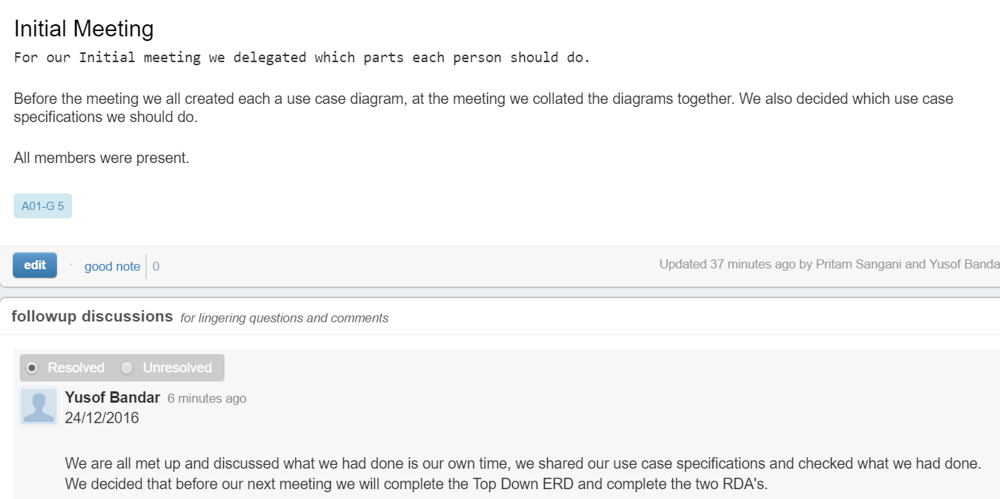 Initial Meeting
For our Initial meeting we delegated which parts each person should do.
Before the meeting we all created each a use case diagram, at the meeting we collated the diagrams together. We also decided which use case
specifications we should do.
All members were present.
A01-G 5
edit · good note 0 Updated 37 minutes ago by Pritam Sangani and Yusof Banda
followup discussions for lingering questions and comments
Resolved Unresolved
Yusof Bandar 6 minutes ago
24/12/2016
We are all met up and discussed what we had done is our own time, we shared our use case specifications and checked what we had done.
We decided that before our next meeting we will complete the Top Down ERD and complete the two RDA's.